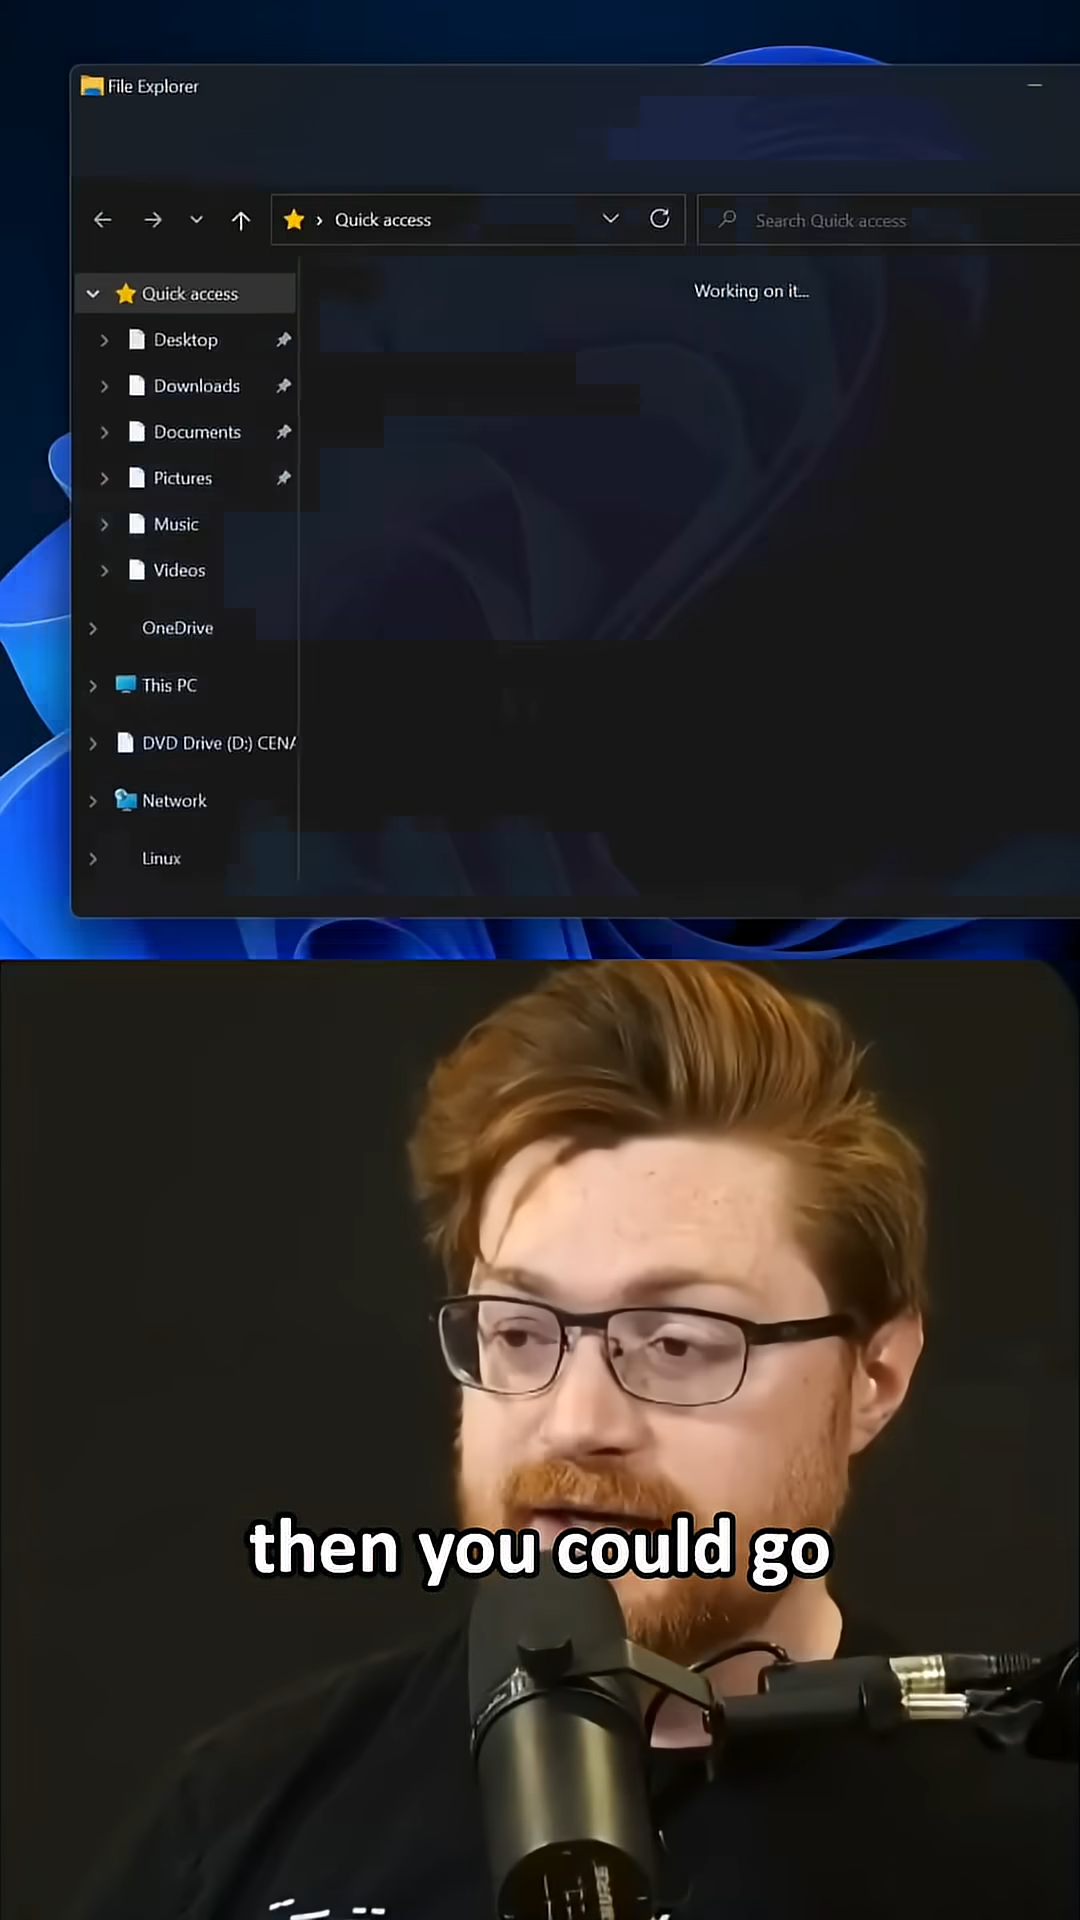 File Explorer
Quick access
Search Quick access
Quick access
Working on it...
Desktop
Downloads
Documents
Pictures
Music
Videos
OneDrive
This PC
DVD Drive (D:) CENA
Network
Linux
then you could go